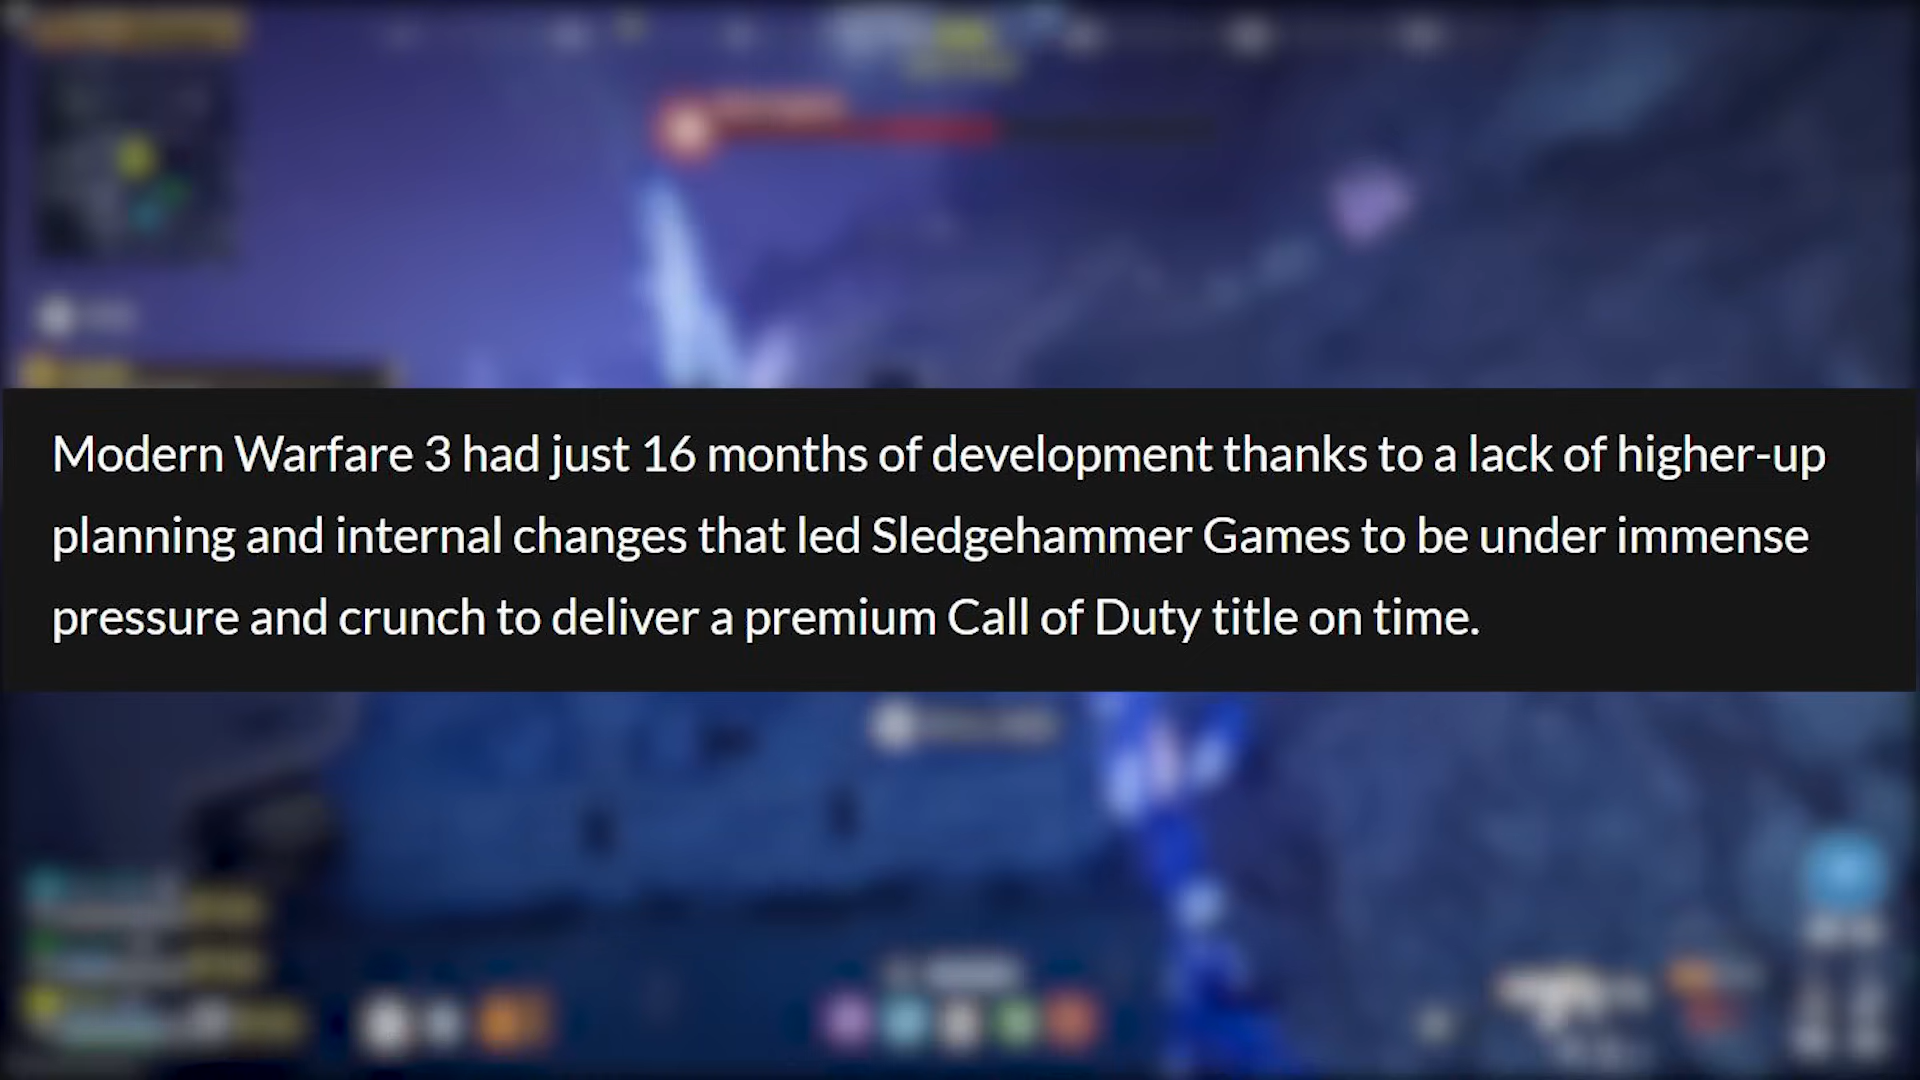 Modern Warfare 3 had just 16 months of development thanks to a lack of higher-up
planning and internal changes that led Sledgehammer Games to be under immense
pressure and crunch to deliver a premium Call of Duty title on time.